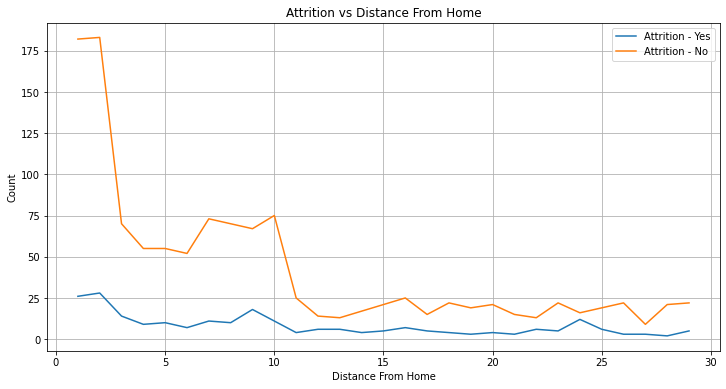 Attrition vs Distance From Home
Attrition - Yes
Attrition - No
Count
175
150
125
100
75
50
25
0
0 5 10 15 20 25 30
Distance From Home